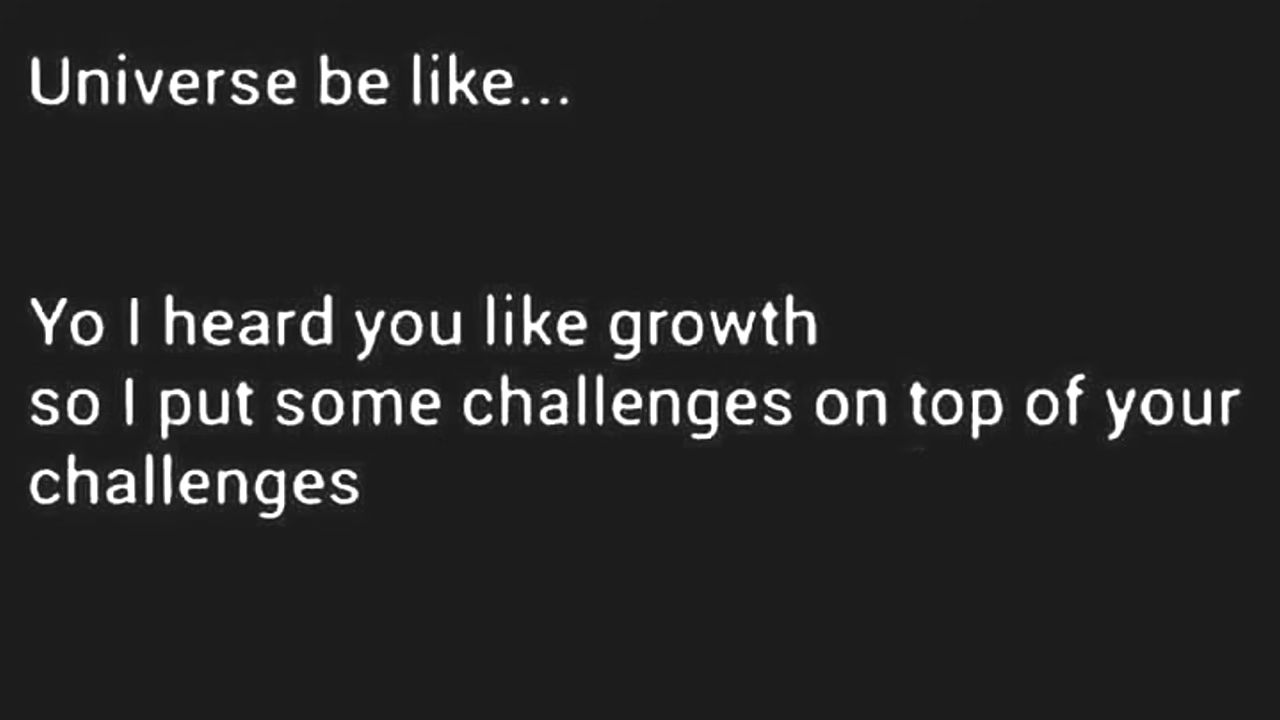 Universe be like...
Yo I heard you like growth
so I put some challenges on top of your
challenges